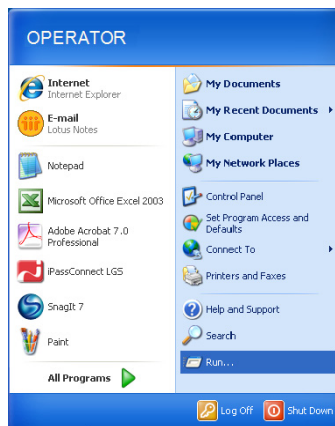 OPERATOR
Internet
Internet Explorer
E-mail
Lotus Notes
Notepad
Microsoft Office Excel 2003
Adobe Acrobat 7.0
Professional
iPassConnect LGS
SnagIt 7
Paint
All Programs
My Documents
My Recent Documents
My Computer
My Network Places
Control Panel
Set Program Access and
Defaults
Connect To
Printers and Faxes
Help and Support
Search
Run...
Log Off
Shut Down